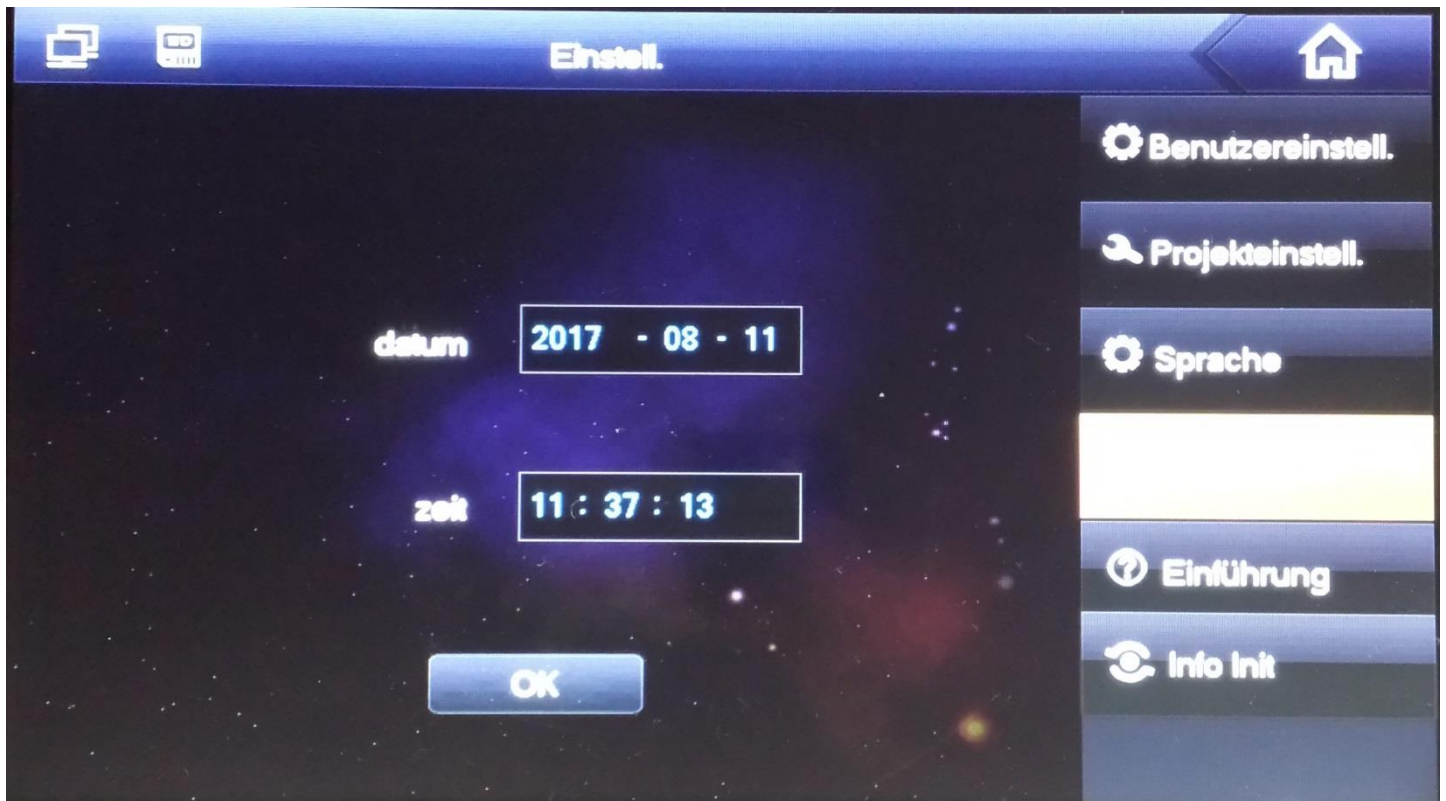 Einstell.
Benutzereinstell.
Projekteinstell.
Sprache
Einführung
Info Init
datum 2017 - 08 - 11
zeit 11 : 37 : 13
OK